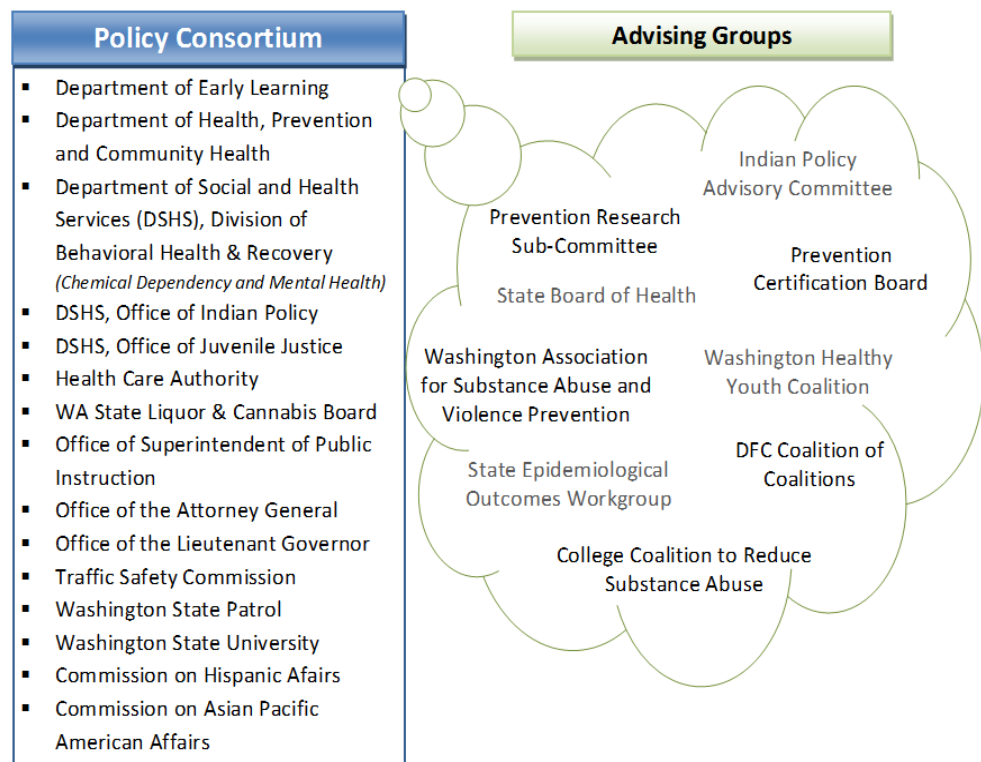 Policy Consortium
▪ Department of Early Learning
▪ Department of Health, Prevention
and Community Health
▪ Department of Social and Health
Services (DSHS), Division of
Behavioral Health & Recovery
(Chemical Dependency and Mental Health)
▪ DSHS, Office of Indian Policy
▪ DSHS, Office of Juvenile Justice
▪ Health Care Authority
▪ WA State Liquor & Cannabis Board
▪ Office of Superintendent of Public
Instruction
▪ Office of the Attorney General
▪ Office of the Lieutenant Governor
▪ Traffic Safety Commission
▪ Washington State Patrol
▪ Washington State University
▪ Commission on Hispanic Afairs
▪ Commission on Asian Pacific
American Affairs
Advising Groups
Indian Policy
Advisory Committee
Prevention Research
Sub-Committee
Prevention
Certification Board
State Board of Health
Washington Association
for Substance Abuse and
Violence Prevention
Washington Healthy
Youth Coalition
DFC Coalition of
Coalitions
State Epidemiological
Outcomes Workgroup
College Coalition to Reduce
Substance Abuse